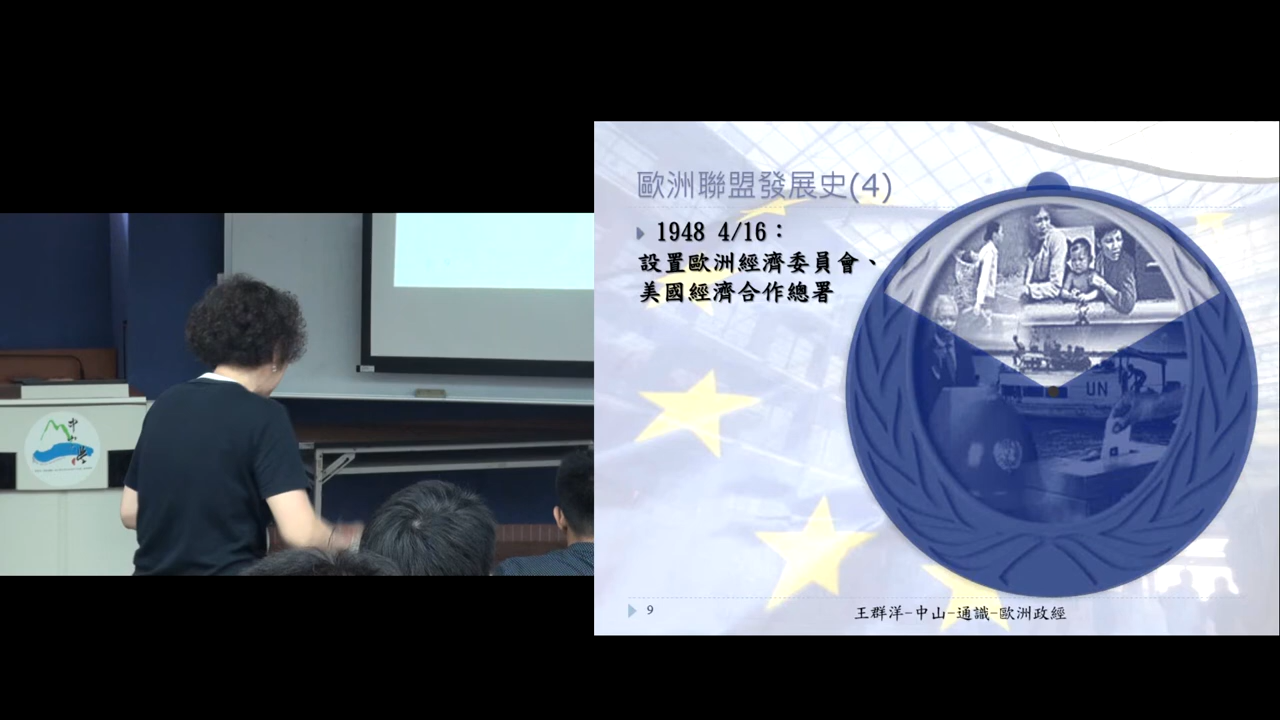 歐洲聯盟發展史(4)
1948 4/16：
設置歐洲經濟委員會、
美國經濟合作總署
UN
9
王群洋-中山-通識-歐洲政經